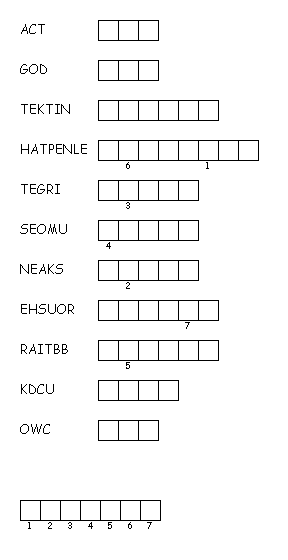 ACT
GOD
TEKTIN
HATPENLE
6 1
TEGRI
3
SEOMU
4
NEAKS
2
EHSUOR
7
RAITBB
5
KDCU
OWC
1 2 3 4 5 6 7